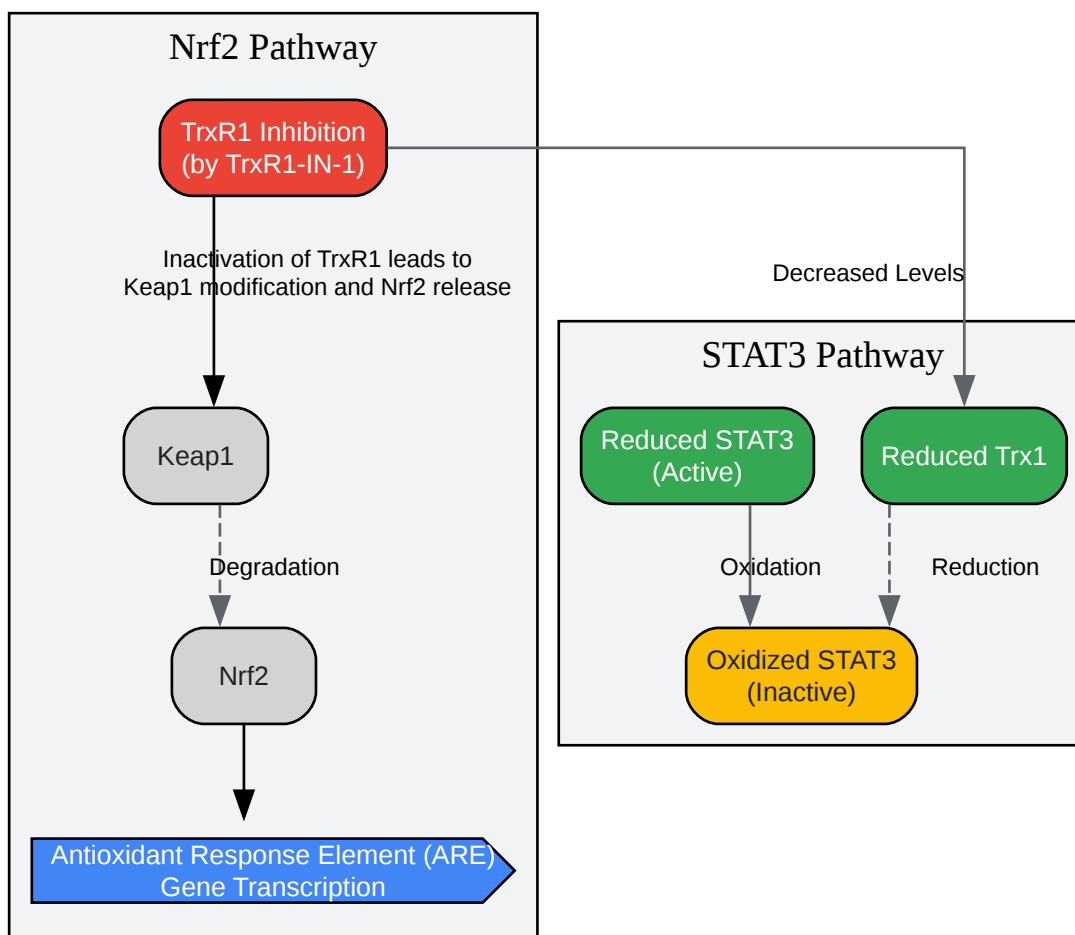 Nrf2 Pathway
TrxR1 Inhibition
(by TrxR1-IN-1)
Inactivation of TrxR1 leads to
Keap1 modification and Nrf2 release
Keap1
Degradation
Nrf2
Antioxidant Response Element (ARE)
Gene Transcription
Decreased Levels
STAT3 Pathway
Reduced STAT3
(Active)
Reduced Trx1
Oxidation
Reduction
Oxidized STAT3
(Inactive)